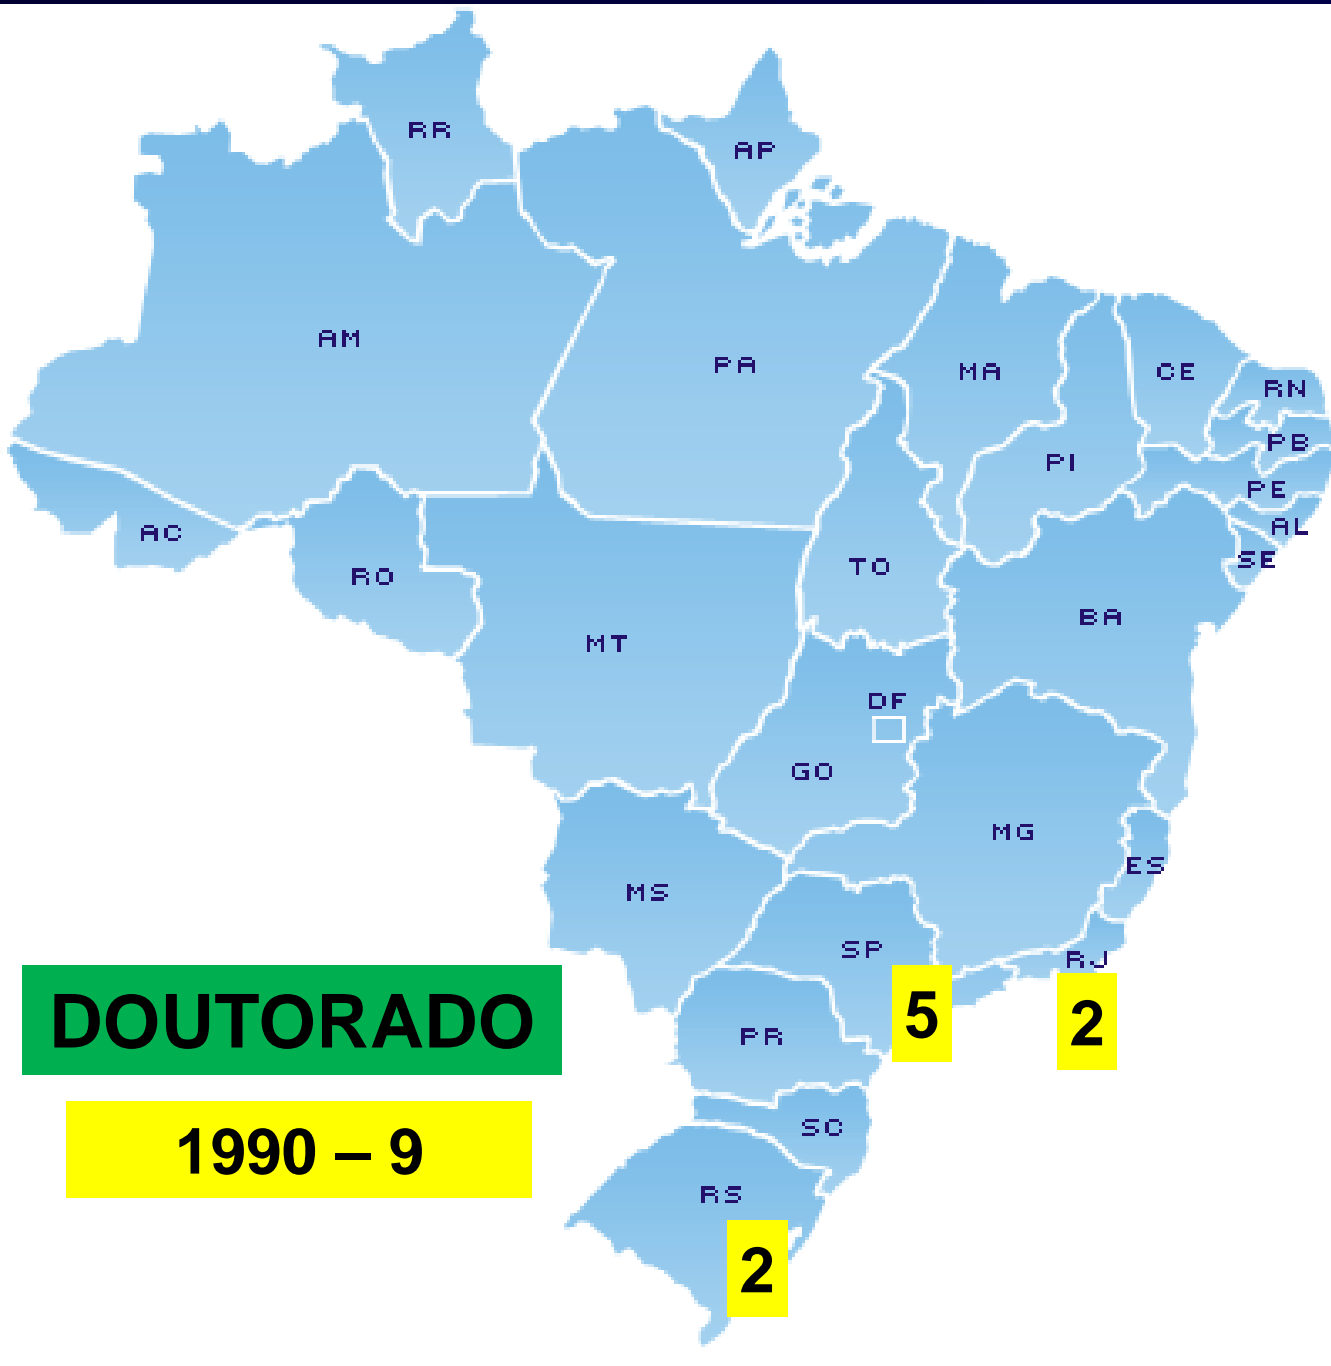 RR
AP
AM
PA
MA
CE
RN
PB
PI
PE
AC
AL
SE
RO
TO
BA
MT
DF
GO
MG
ES
MS
SP
RJ
DOUTORADO
5
2
PR
1990 – 9
SC
RS
2